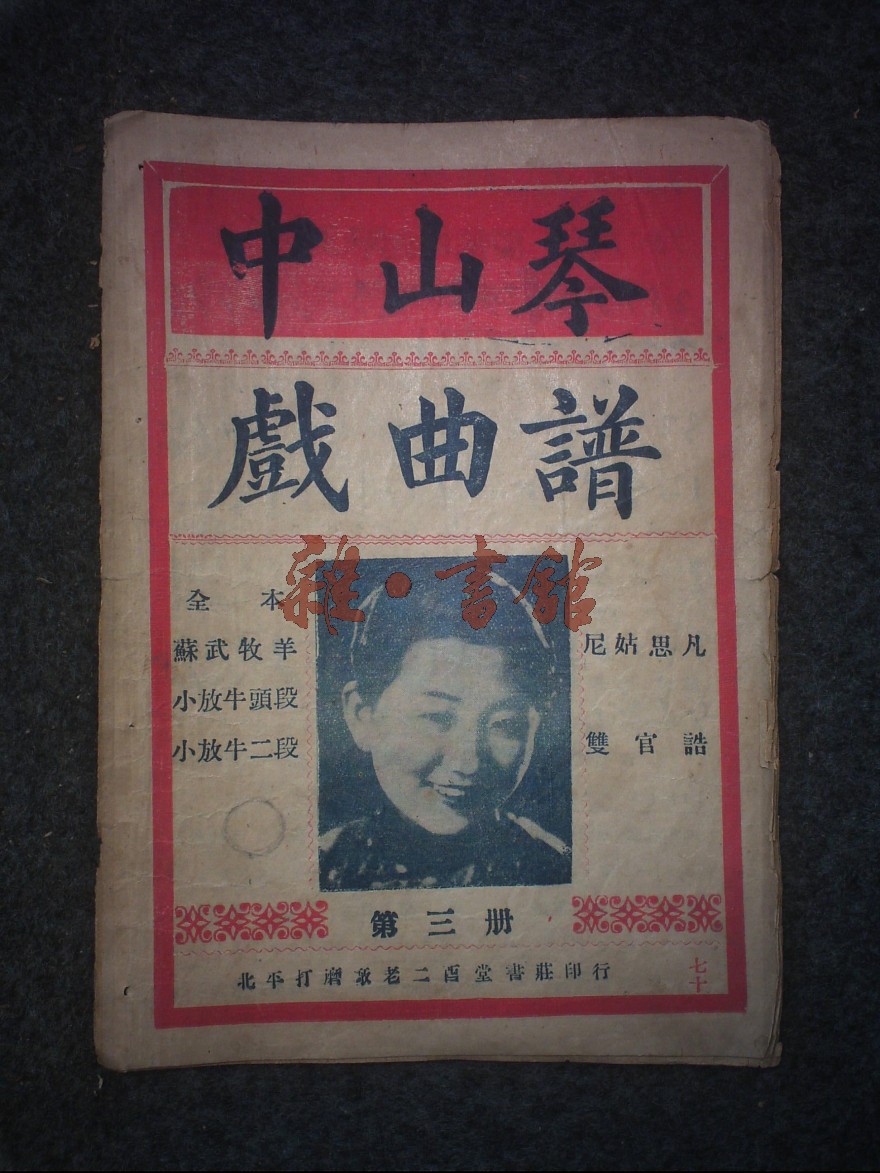 中山琴
戲曲譜
雜·書館
全本
蘇武牧羊
小放牛頭段
小放牛二段
尼姑思凡
雙官誥
第三册
北平打磨廠老二酉堂書莊印行
七十